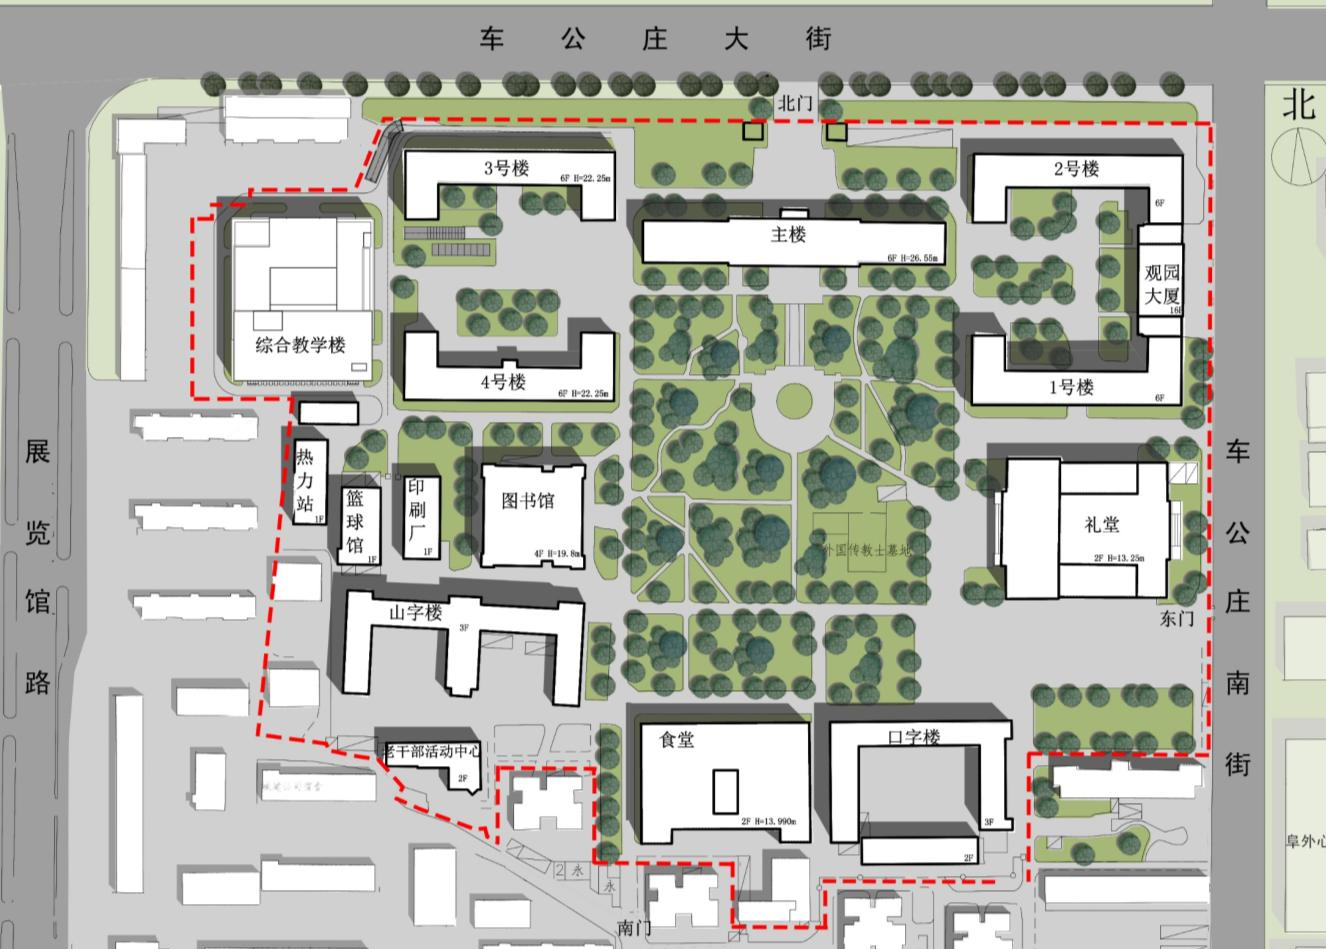 车公庄大街
北门
北
3号楼
6F H=22.25m
2号楼
6F
主楼
6F H=26.55m
观园
大厦
综合教学楼
4号楼
6F H=22.25m
1号楼
6F
展览馆路
车公庄南街
热力站
1F
篮球馆
1F
印刷厂
1F
图书馆
4F H=19.8m
外国传教士墓地
礼堂
2F H=13.25m
东门
山字楼
3F
老干部活动中心
2F
食堂
2F H=13.990m
口字楼
3F
2F
阜外心
2
永
永
南门